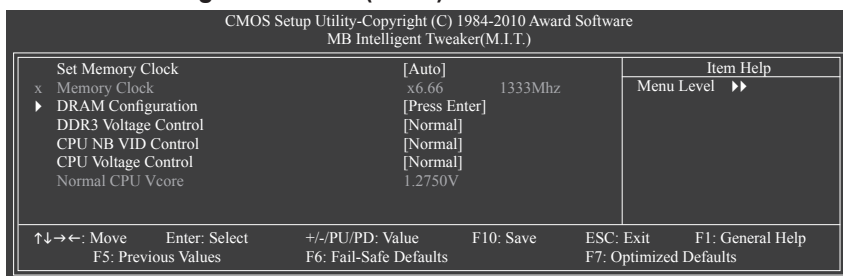 CMOS Setup Utility-Copyright (C) 1984-2010 Award Software
MB Intelligent Tweaker(M.I.T.)
Set Memory Clock [Auto]
x Memory Clock x6.66 1333Mhz
DRAM Configuration [Press Enter]
DDR3 Voltage Control [Normal]
CPU NB VID Control [Normal]
CPU Voltage Control [Normal]
Normal CPU Vcore 1.2750V
Item Help
Menu Level
↑↓→←: Move Enter: Select +/-/PU/PD: Value F10: Save ESC: Exit F1: General Help
F5: Previous Values F6: Fail-Safe Defaults F7: Optimized Defaults